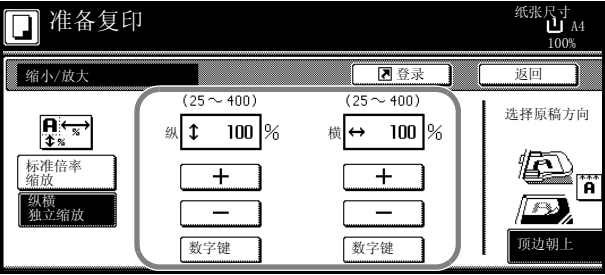 准备复印
纸张尺寸
A4
100%
缩小/放大
登录
返回
(25～400)
(25～400)
选择原稿方向
A
%
%
纵
100
%
横
100
%
标准倍率
缩放
+
+
A
纵横
独立缩放
－
－
数字键
数字键
顶边朝上